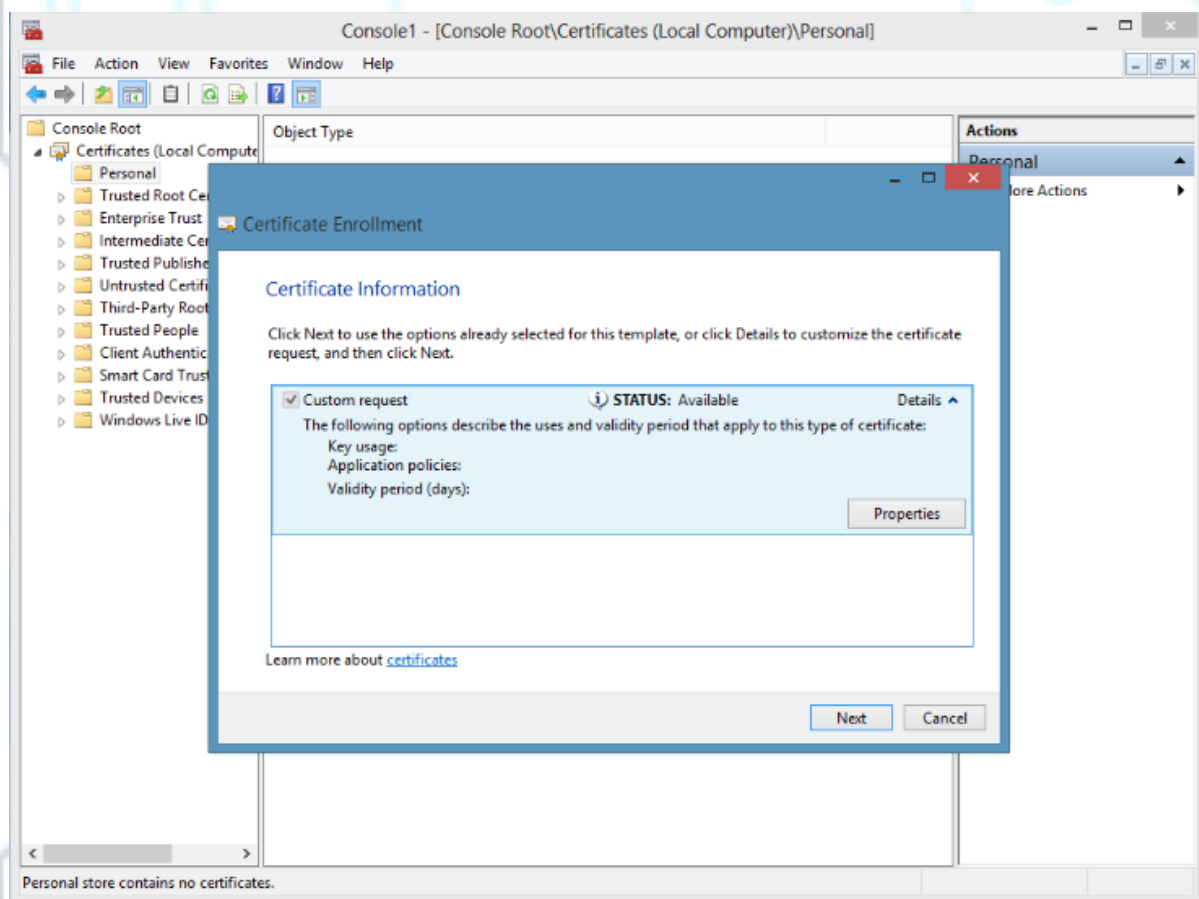 Console1 - [Console Root\Certificates (Local Computer)\Personal]
File Action View Favorites Window Help
Console Root
Certificates (Local Compute
Personal
Trusted Root Cer
Enterprise Trust
Intermediate Cer
Trusted Publishe
Untrusted Certifi
Third-Party Root
Trusted People
Client Authentic
Smart Card Trust
Trusted Devices
Windows Live ID
Object Type
Actions
Personal
More Actions
Certificate Enrollment
Certificate Information
Click Next to use the options already selected for this template, or click Details to customize the certificate
request, and then click Next.
Custom request STATUS: Available Details
The following options describe the uses and validity period that apply to this type of certificate:
Key usage:
Application policies:
Validity period (days):
Properties
Learn more about certificates
Next Cancel
Personal store contains no certificates.